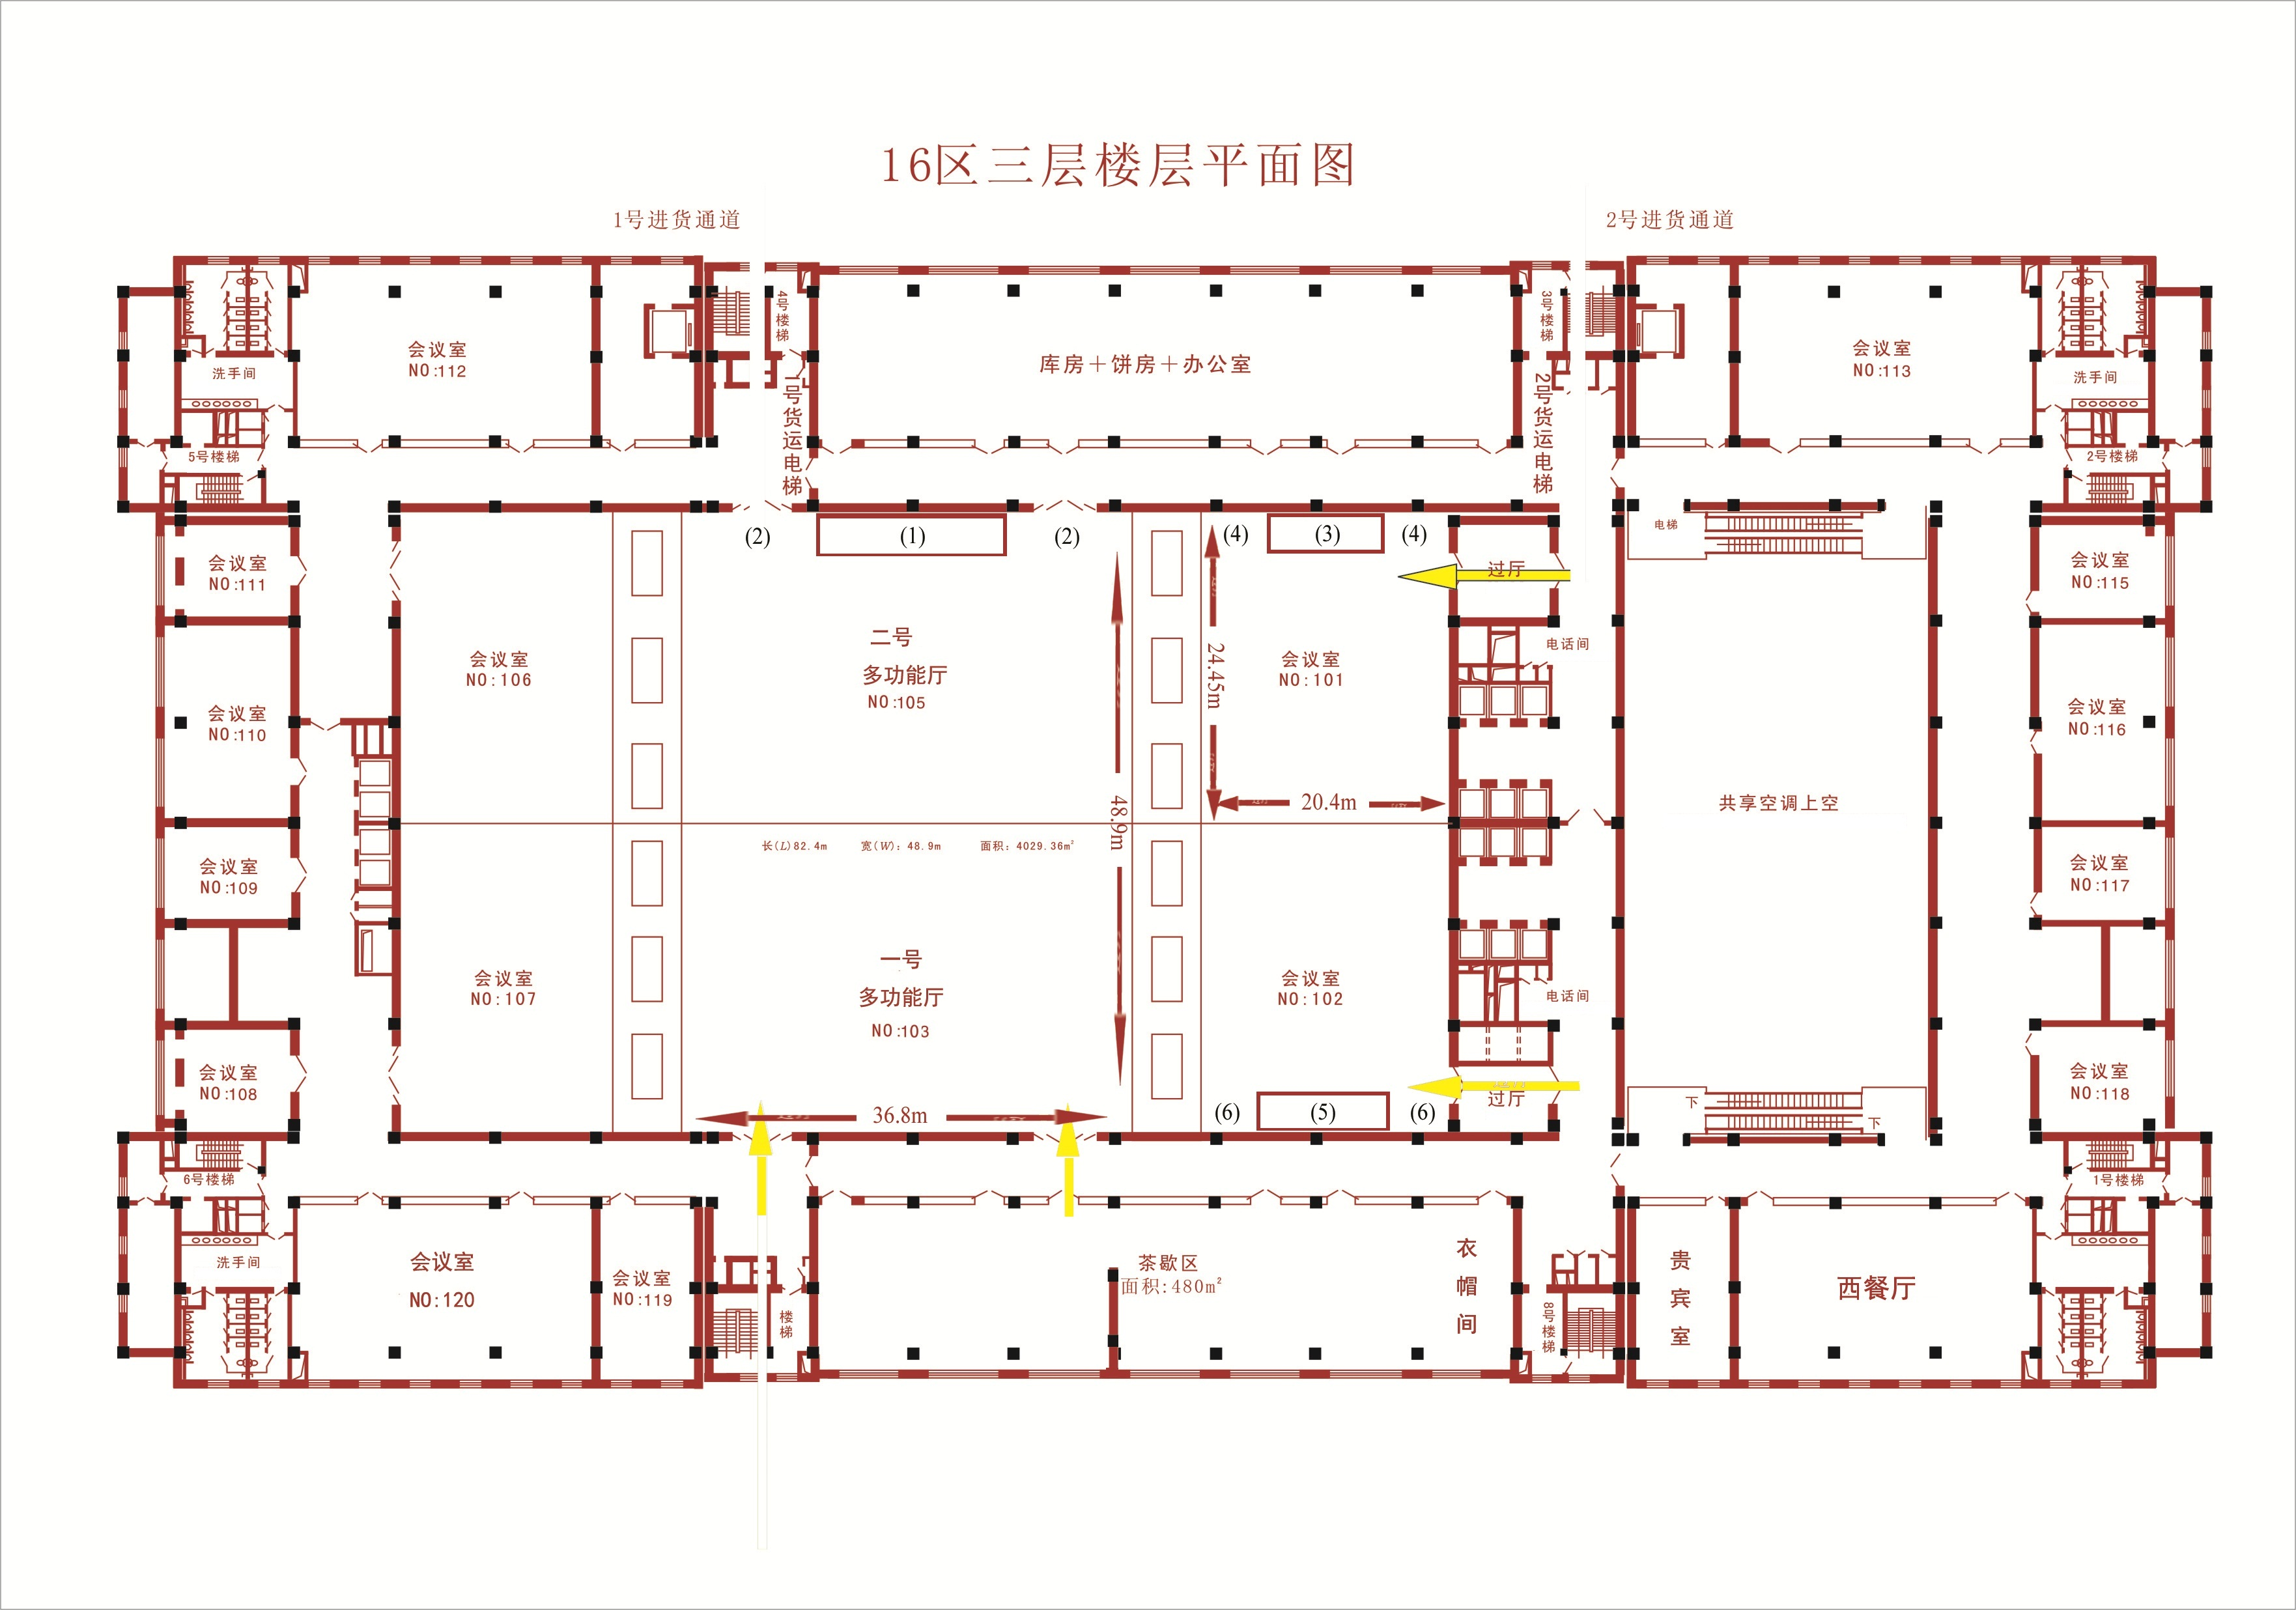 16区三层楼层平面图
1号进货通道
2号进货通道
4号楼梯
3号楼梯
会议室
NO:112
库房+饼房+办公室
会议室
NO:113
洗手间
洗手间
1号货运电梯
2号货运电梯
5号楼梯
2号楼梯
电梯
(2)
(1)
(2)
(4)
(3)
(4)
会议室
NO:111
过厅
会议室
NO:115
二号
多功能厅
NO:105
会议室
NO:106
会议室
NO:101
电话间
24.45m
会议室
NO:110
会议室
NO:116
20.4m
共享空调上空
48.9m
长(L)82.4m
宽(W): 48.9m
面积: 4029.36m²
会议室
NO:109
会议室
NO:117
一号
多功能厅
NO:103
会议室
NO:107
会议室
NO:102
电话间
会议室
NO:108
会议室
NO:118
过厅
36.8m
(6)
(5)
(6)
下
下
6号楼梯
1号楼梯
洗手间
会议室
NO:120
会议室
NO:119
楼梯
茶歇区
面积:480m²
衣帽间
8号楼梯
贵宾室
西餐厅